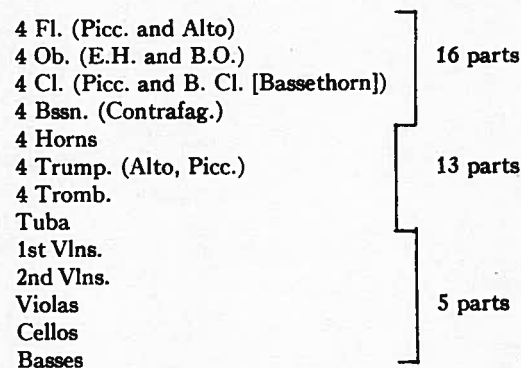 4 Fl. (Picc. and Alto)
4 Ob. (E.H. and B.O.) 16 parts
4 Cl. (Picc. and B. Cl. [Bassethorn])
4 Bssn. (Contrafag.)
4 Horns
4 Trump. (Alto, Picc.) 13 parts
4 Tromb.
Tuba
1st Vlns.
2nd Vlns.
Violas 5 parts
Cellos
Basses